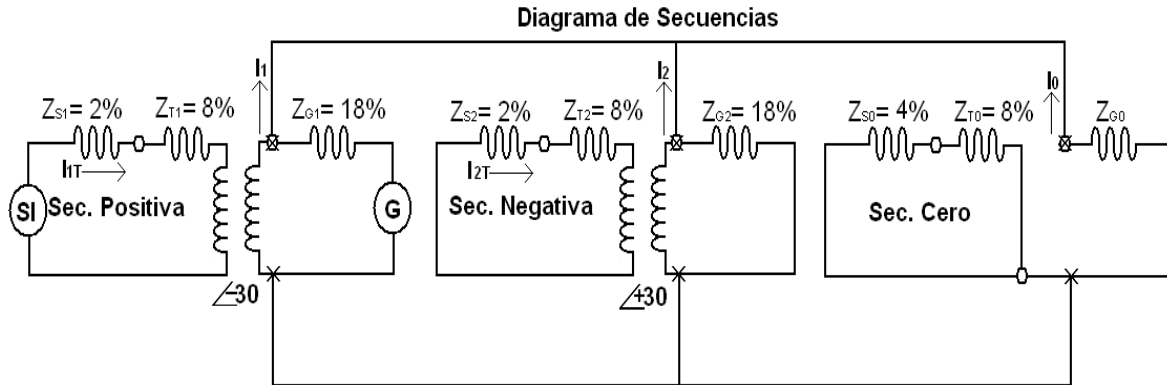 Diagrama de Secuencias
I1 I2 I0
ZS1= 2% ZT1= 8% ZG1= 18% ZS2= 2% ZT2= 8% ZG2= 18% ZS0= 4% ZT0= 8% ZG0
I1T I2T
SI Sec. Positiva G Sec. Negativa Sec. Cero
∠-30 ∠+30